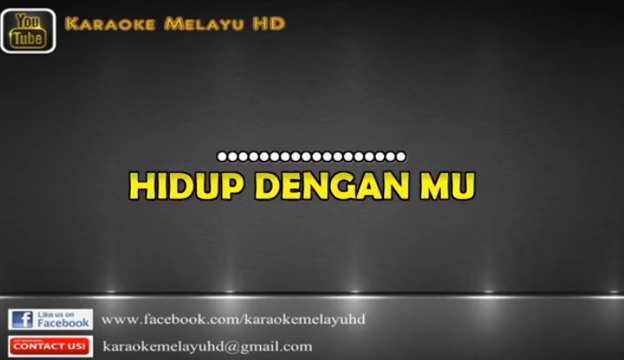 You Tube
KARAOKE MELAYU HD
HIDUP DENGAN MU
Like us on
Facebook
www.facebook.com/karaokemelayuhd
CONTACT US!
karaokemelayuhd@gmail.com